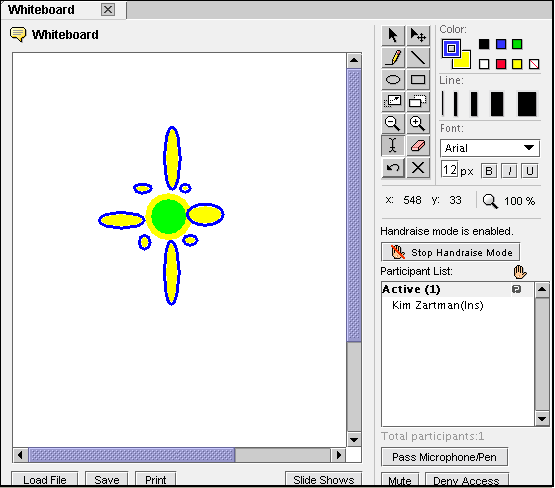 Whiteboard
Whiteboard
Color:
Line:
Font:
Arial
12 px B I U
x: 548 y: 33 100 %
Handraise mode is enabled.
Stop Handraise Mode
Participant List:
Active (1)
Kim Zartman(Ins)
Total participants:1
Pass Microphone/Pen
Load File Save Print Slide Shows Mute Deny Access